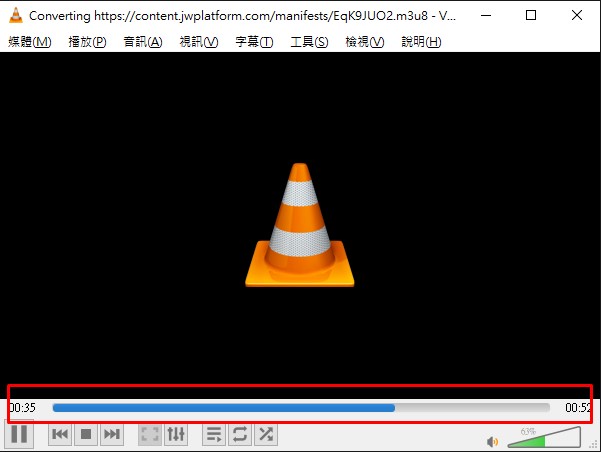 Converting https://content.jwplatform.com/manifests/EqK9JUO2.m3u8 - V...
媒體(M) 播放(P) 音訊(A) 視訊(V) 字幕(T) 工具(S) 檢視(V) 說明(H)
00:35 00:52
63%